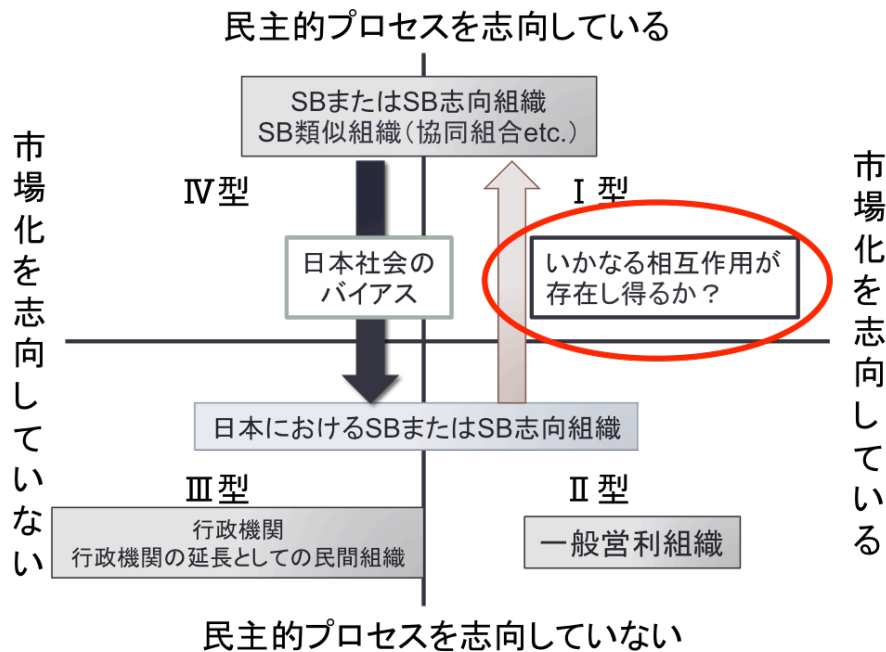 民主的プロセスを志向している
SBまたはSB志向組織
SB類似組織（協同組合etc.）
市場化を志向していない
Ⅳ型
Ⅰ型
市場化を志向している
日本社会の
バイアス
いかなる相互作用が
存在し得るか？
日本におけるSBまたはSB志向組織
Ⅲ型
Ⅱ型
行政機関
行政機関の延長としての民間組織
一般営利組織
民主的プロセスを志向していない